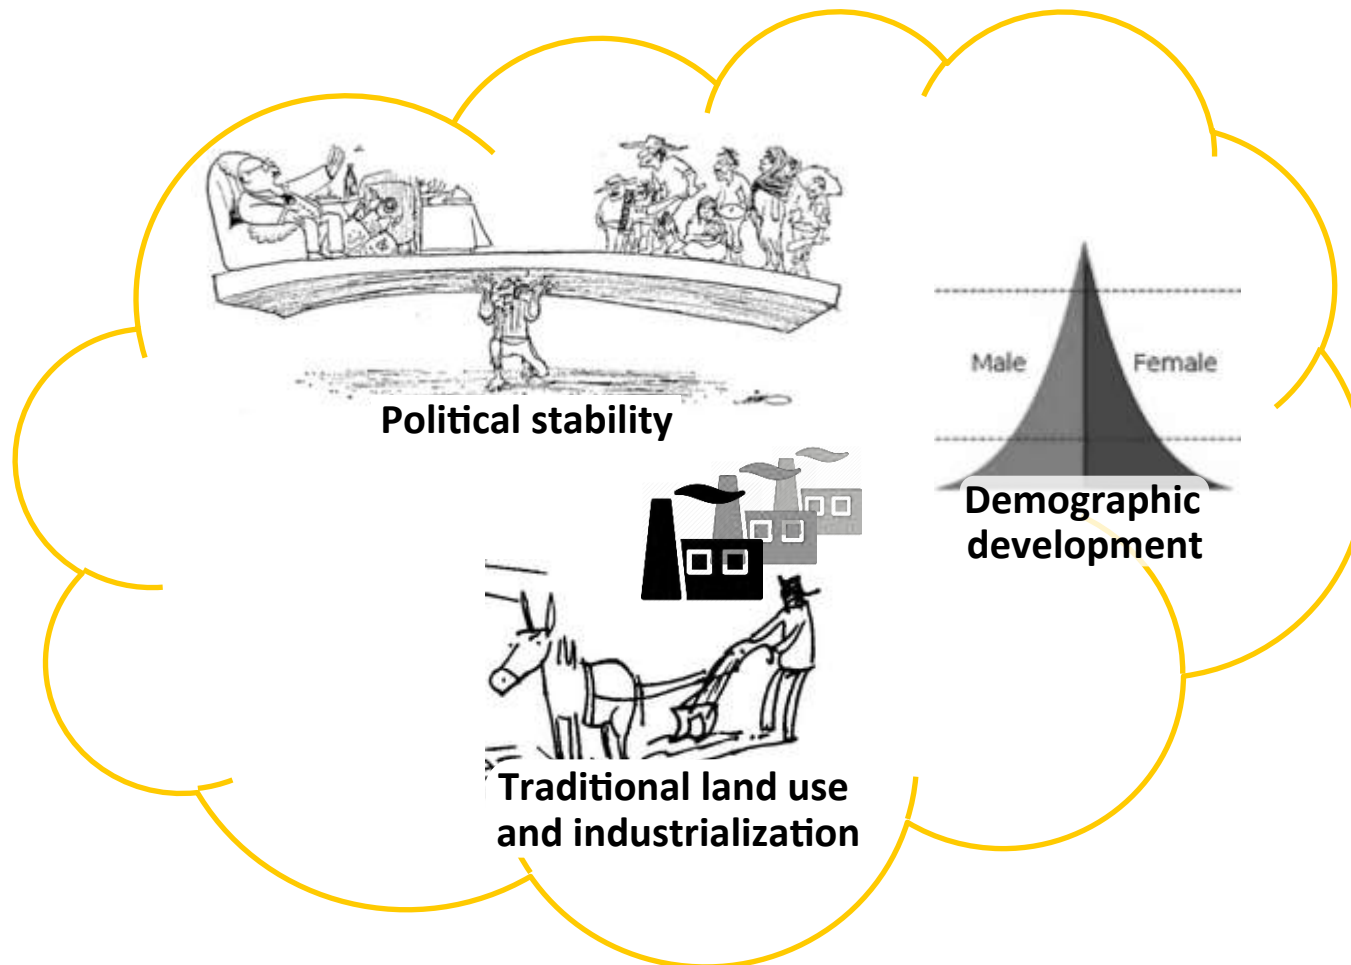 Political stability
Male
Female
Demographic
development
Traditional land use
and industrialization